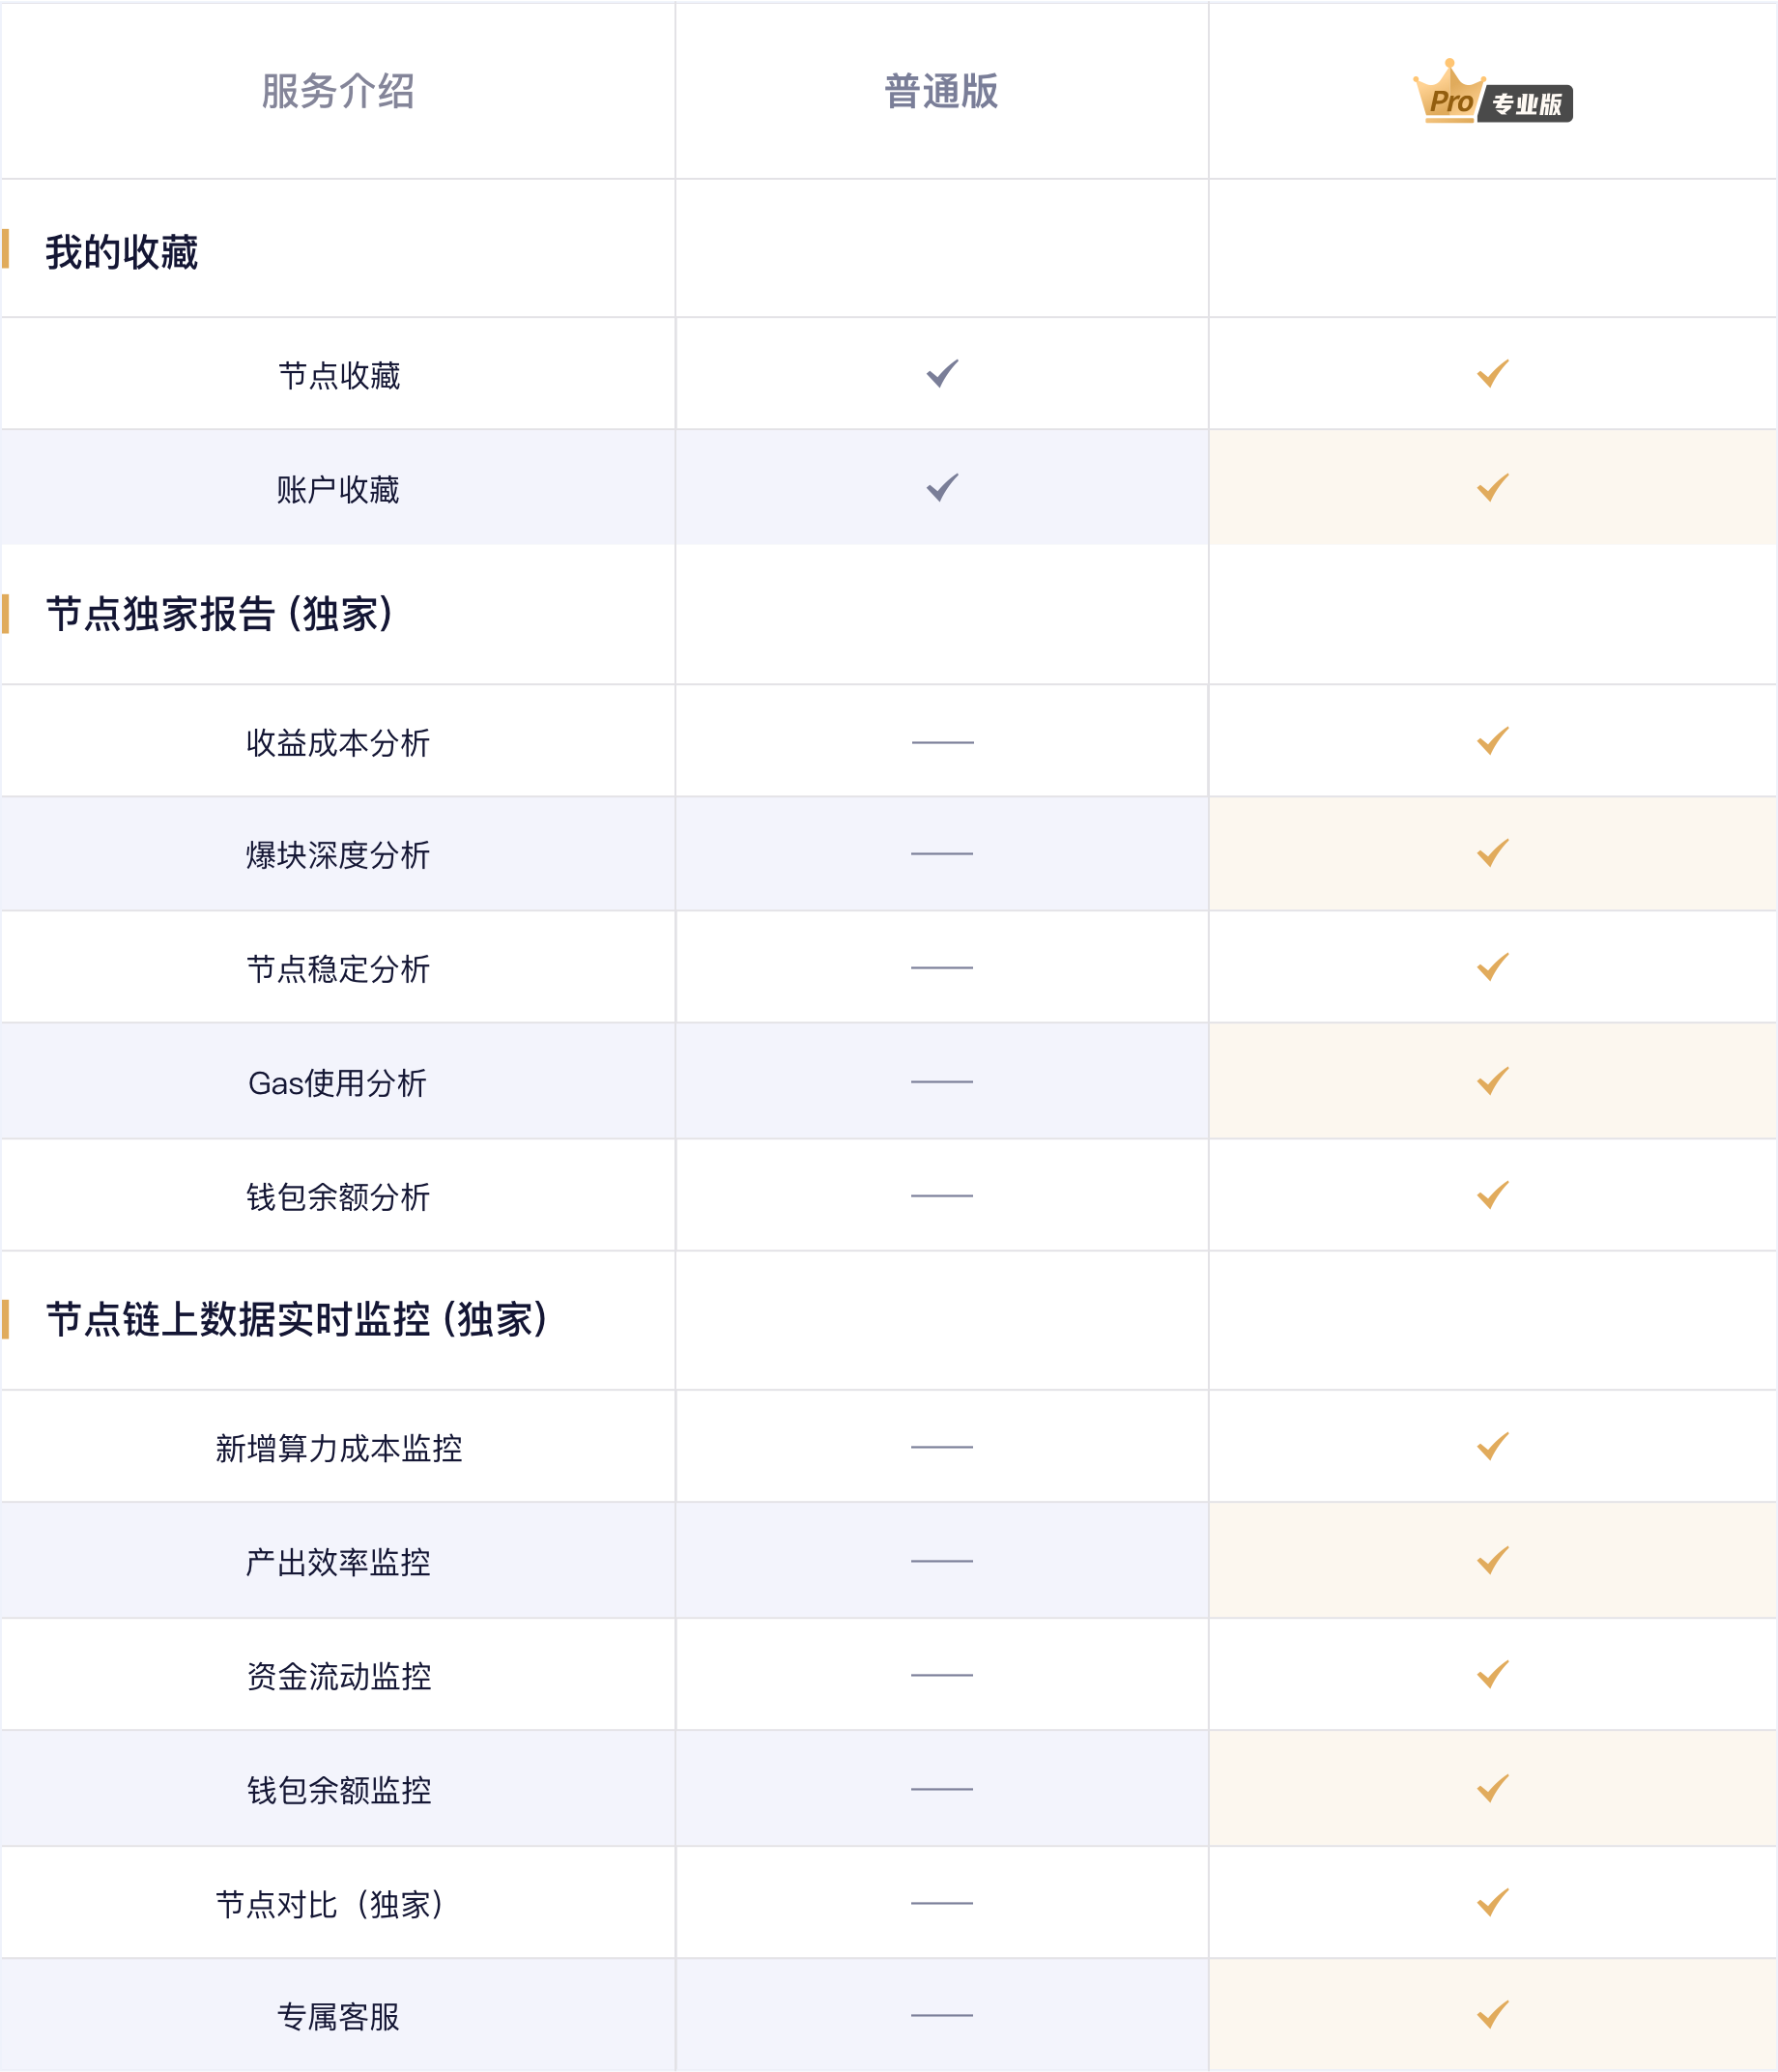 服务介绍 普通版 Pro 专业版
我的收藏
节点收藏
账户收藏
节点独家报告 (独家)
收益成本分析
爆块深度分析
节点稳定分析
Gas使用分析
钱包余额分析
节点链上数据实时监控 (独家)
新增算力成本监控
产出效率监控
资金流动监控
钱包余额监控
节点对比（独家）
专属客服